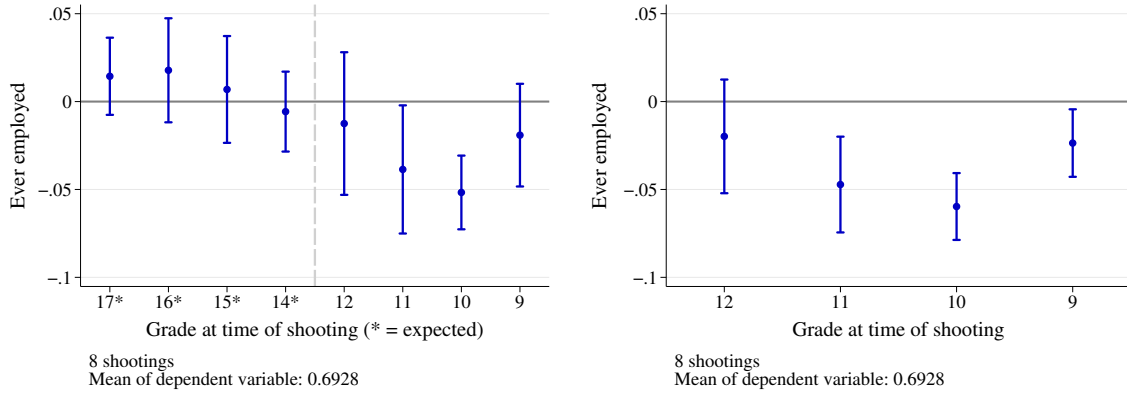 Ever employed
.05
0
-.05
-.1
17* 16* 15* 14* 12 11 10 9
Grade at time of shooting (* = expected)
8 shootings
Mean of dependent variable: 0.6928
Ever employed
.05
0
-.05
-.1
12 11 10 9
Grade at time of shooting
8 shootings
Mean of dependent variable: 0.6928